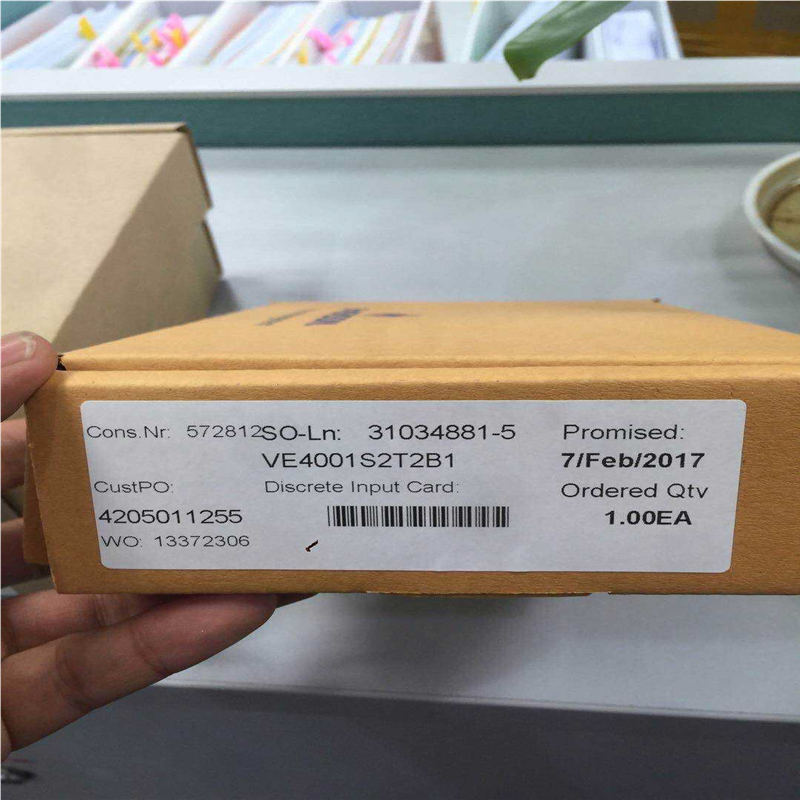 Cons.Nr: 572812 SO-Ln: 31034881-5 Promised:
VE4001S2T2B1 7/Feb/2017
CustPO: Discrete Input Card: Ordered Qty
4205011255 1.00EA
WO: 13372306